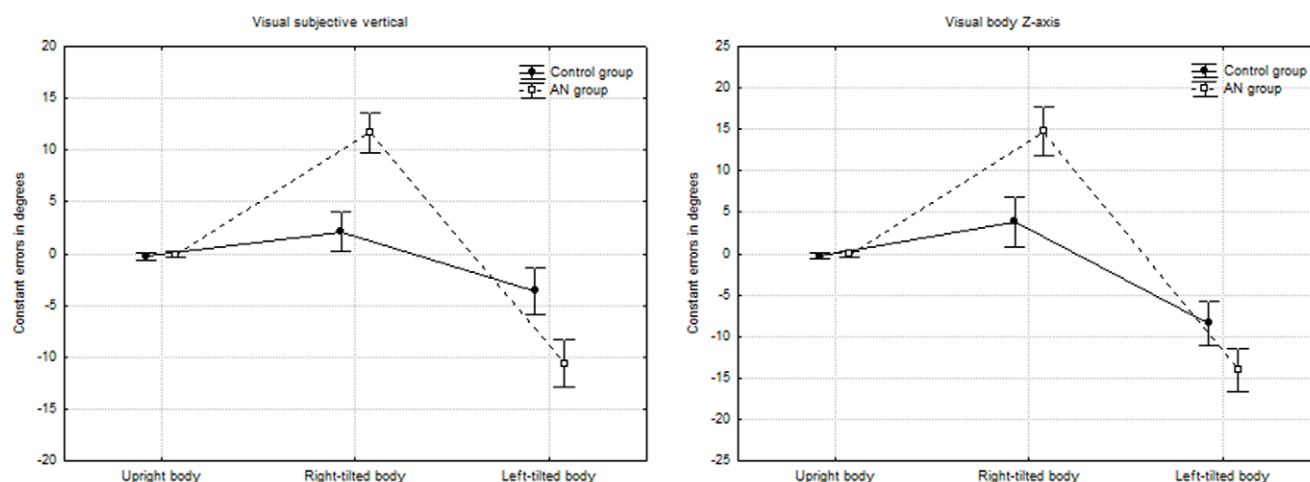 Visual subjective vertical
Constant errors in degrees
20
15
10
5
0
-5
-10
-15
-20
Control group
AN group
Upright body
Right-tilted body
Left-tilted body
Visual body Z-axis
Constant errors in degrees
25
20
15
10
5
0
-5
-10
-15
-20
-25
Control group
AN group
Upright body
Right-tilted body
Left-tilted body